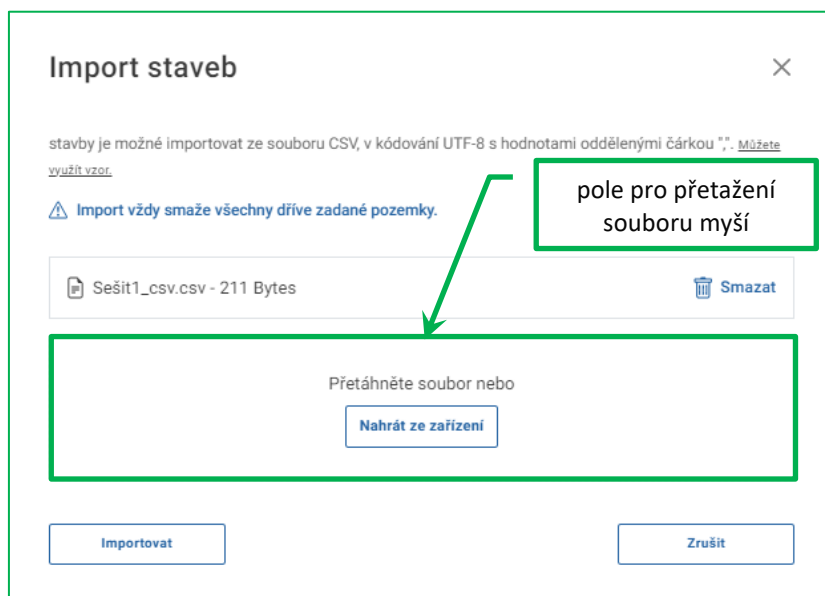 Import staveb
stavby je možné importovat ze souboru CSV, v kódování UTF-8 s hodnotami oddělenými čárkou ",". Můžete
využít vzor.
pole pro přetažení
souboru myší
Import vždy smaže všechny dříve zadané pozemky.
Sešit1_csv.csv - 211 Bytes
Smazat
Přetáhněte soubor nebo
Nahrát ze zařízení
Importovat
Zrušit